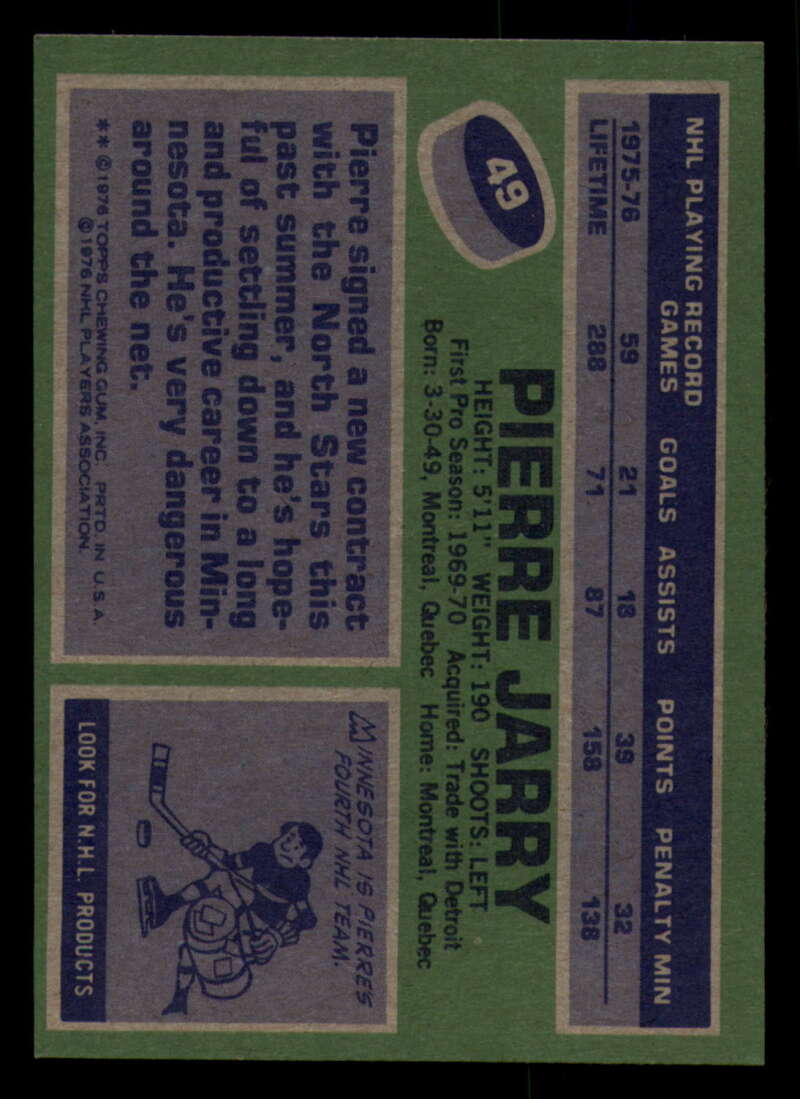 NHL PLAYING RECORD
GAMES GOALS ASSISTS POINTS PENALTY MIN
1975-76 59 21 18 39 32
LIFETIME 288 71 87 158 138
49
PIERRE JARRY
HEIGHT: 5'11" WEIGHT: 190 SHOOTS: LEFT
First Pro Season: 1969-70 Acquired: Trade with Detroit
Born: 3-30-49, Montreal, Quebec Home: Montreal, Quebec
Pierre signed a new contract
with the North Stars this
past summer, and he's hope-
ful of settling down to a long
and productive career in Min-
nesota. He's very dangerous
around the net.
** ©1976 TOPPS CHEWING GUM, INC. PRTD. IN U.S.A.
©1976 NHL PLAYERS ASSOCIATION.
MINNESOTA IS PIERRE'S
FOURTH NHL TEAM.
LOOK FOR N.H.L. PRODUCTS